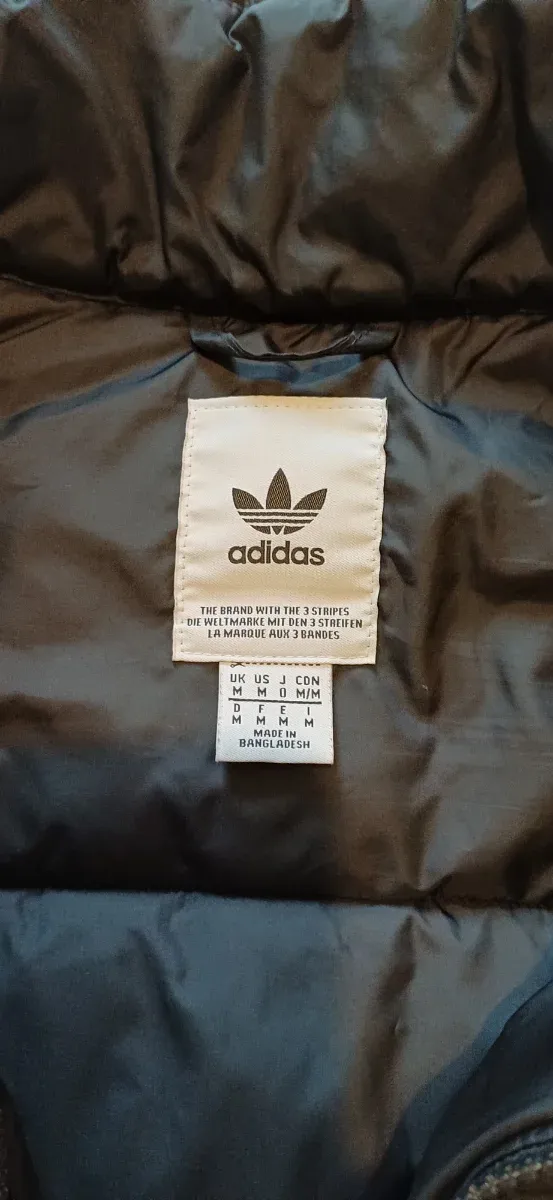 adidas
THE BRAND WITH THE 3 STRIPES
DIE WELTMARKE MIT DEN 3 STREIFEN
LA MARQUE AUX 3 BANDES
UK US J CDN
M M O M/M
D F E I
M M M M
MADE IN
BANGLADESH